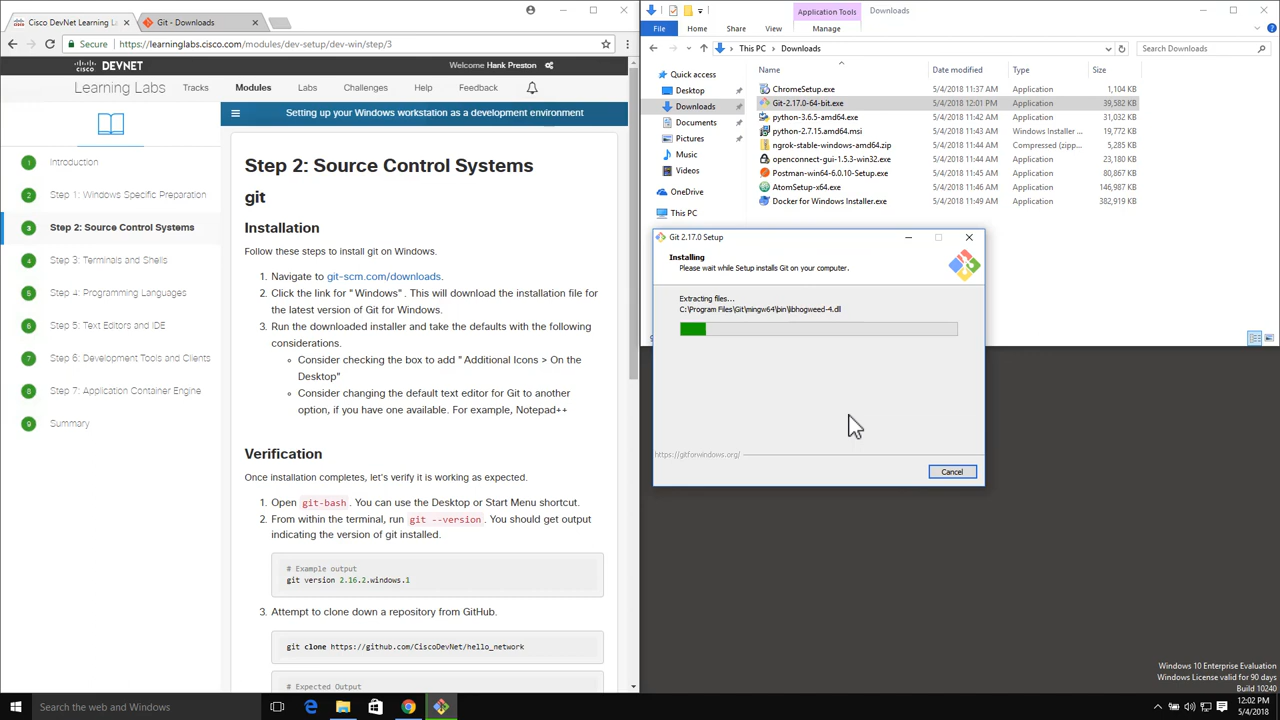 Cisco DevNet Learning L
Git - Downloads
Secure
https://learninglabs.cisco.com/modules/dev-setup/dev-win/step/3
cisco DEVNET
Welcome Hank Preston
Learning Labs
Tracks
Modules
Labs
Challenges
Help
Feedback
Setting up your Windows workstation as a development environment
1 Introduction
2 Step 1: Windows Specific Preparation
3 Step 2: Source Control Systems
4 Step 3: Terminals and Shells
5 Step 4: Programming Languages
6 Step 5: Text Editors and IDE
7 Step 6: Development Tools and Clients
8 Step 7: Application Container Engine
9 Summary
Step 2: Source Control Systems
git
Installation
Follow these steps to install git on Windows.
1. Navigate to git-scm.com/downloads.
2. Click the link for "Windows". This will download the installation file for
the latest version of Git for Windows.
3. Run the downloaded installer and take the defaults with the following
considerations.
Consider checking the box to add "Additional Icons > On the
Desktop"
Consider changing the default text editor for Git to another
option, if you have one available. For example, Notepad++
Verification
Once installation completes, let's verify it is working as expected.
1. Open git-bash. You can use the Desktop or Start Menu shortcut.
2. From within the terminal, run git --version. You should get output
indicating the version of git installed.
# Example output
git version 2.16.2.windows.1
3. Attempt to clone down a repository from GitHub.
git clone https://github.com/CiscoDevNet/hello_network
# Expected Output
Application Tools
Downloads
File
Home
Share
View
Manage
This PC > Downloads
Search Downloads
Quick access
Desktop
Downloads
Documents
Pictures
Music
Videos
OneDrive
This PC
Name Date modified Type Size
ChromeSetup.exe 5/4/2018 11:37 AM Application 1,104 KB
Git-2.17.0-64-bit.exe 5/4/2018 12:01 PM Application 39,582 KB
python-3.6.5-amd64.exe 5/4/2018 11:42 AM Application 31,032 KB
python-2.7.15.amd64.msi 5/4/2018 11:43 AM Windows Installer ... 19,772 KB
ngrok-stable-windows-amd64.zip 5/4/2018 11:44 AM Compressed (zipp... 5,285 KB
openconnect-gui-1.5.3-win32.exe 5/4/2018 11:44 AM Application 23,180 KB
Postman-win64-6.0.10-Setup.exe 5/4/2018 11:45 AM Application 80,867 KB
AtomSetup-x64.exe 5/4/2018 11:46 AM Application 146,987 KB
Docker for Windows Installer.exe 5/4/2018 11:49 AM Application 382,919 KB
Git 2.17.0 Setup
Installing
Please wait while Setup installs Git on your computer.
Extracting files...
C:\Program Files\Git\mingw64\bin\libhogweed-4.dll
https://gitforwindows.org/
Cancel
Windows 10 Enterprise Evaluation
Windows License valid for 90 days
Build 10240
Search the web and Windows
12:02 PM
5/4/2018